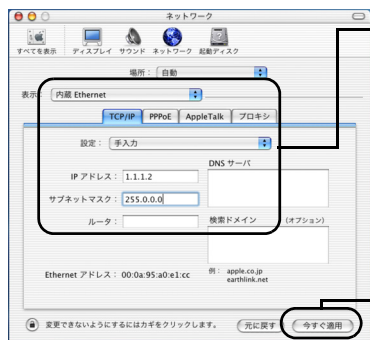 ネットワーク
すべてを表示 ディスプレイ サウンド ネットワーク 起動ディスク
場所： 自動
表示： 内蔵 Ethernet
TCP/IP PPPoE AppleTalk プロキシ
設定： 手入力
DNS サーバ
IP アドレス： 1.1.1.2
サブネットマスク： 255.0.0.0
ルータ：
検索ドメイン （オプション）
Ethernet アドレス： 00:0a:95:a0:e1:cc
例： apple.co.jp
earthlink.net
変更できないようにするにはカギをクリックします。 元に戻す 今すぐ適用